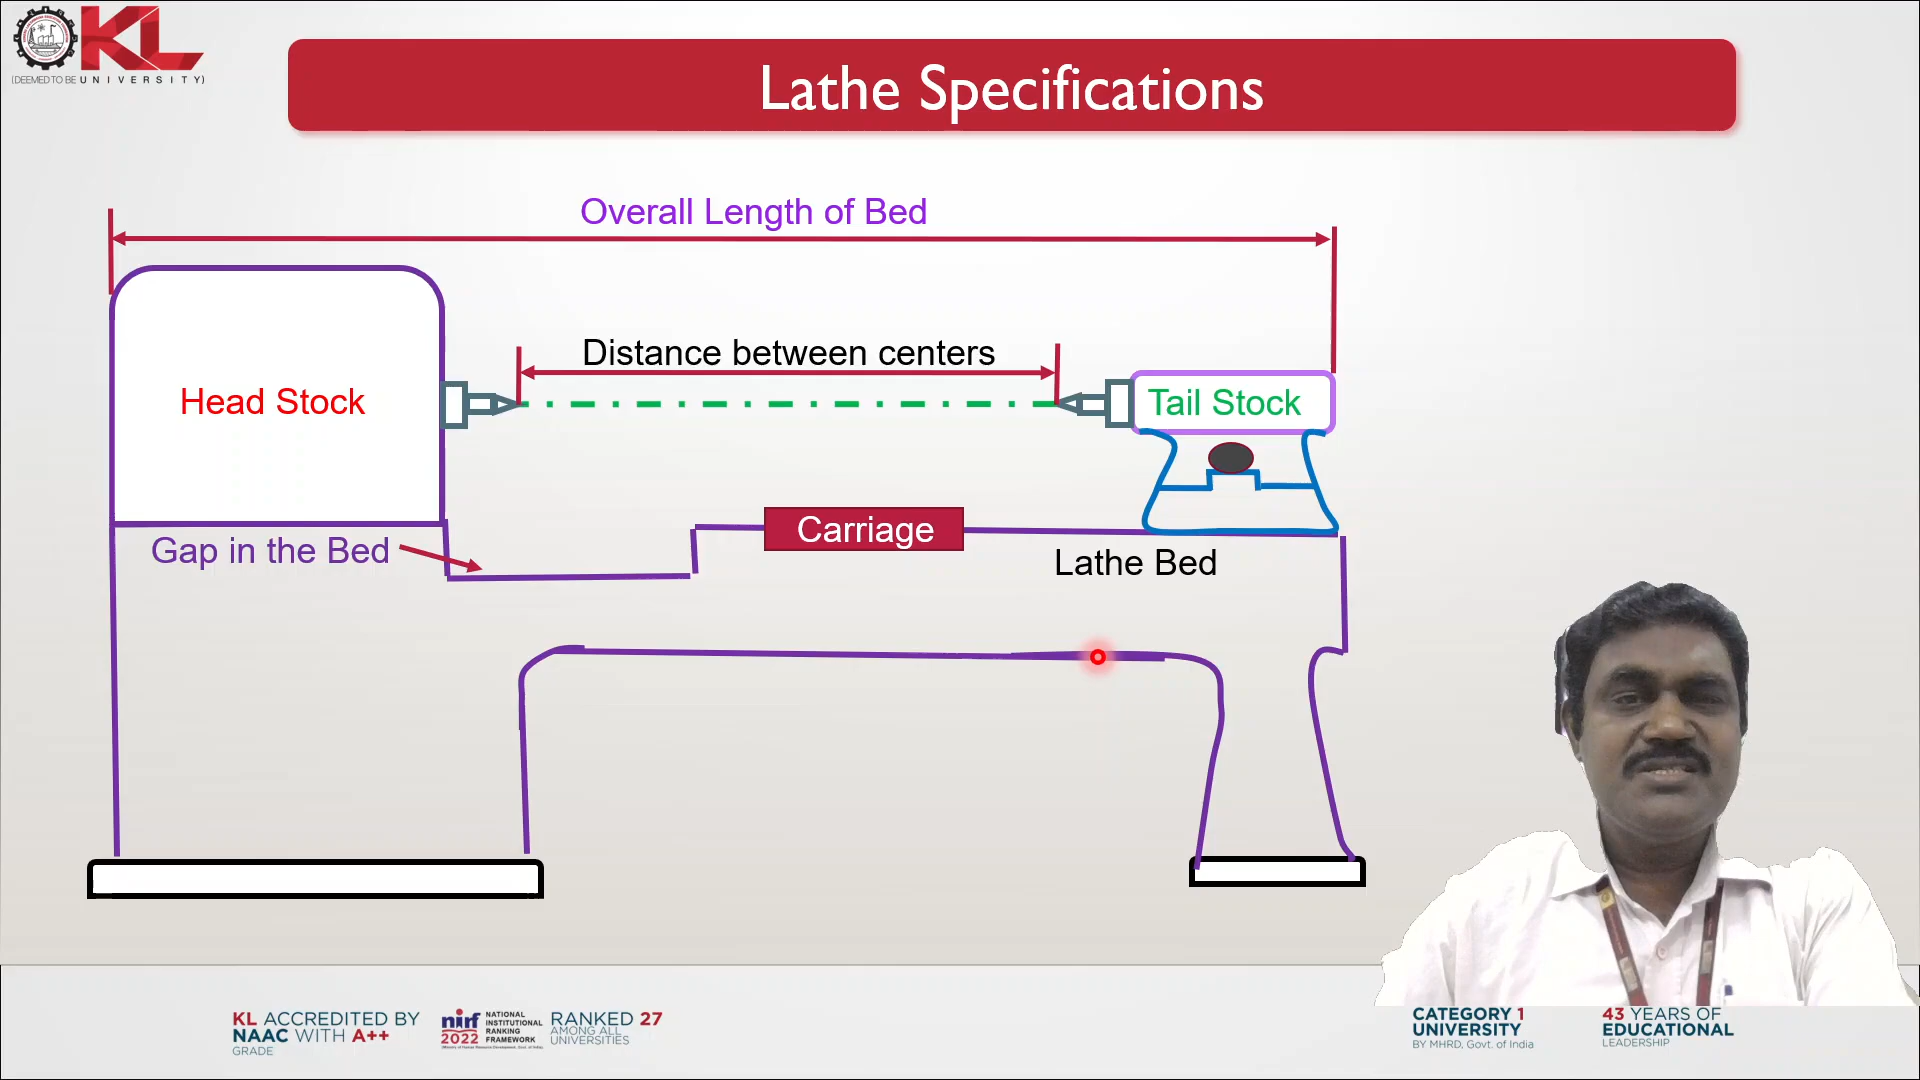 KL
(DEEMED TO BE UNIVERSITY)
Lathe Specifications
Overall Length of Bed
Distance between centers
Head Stock
Tail Stock
Carriage
Gap in the Bed
Lathe Bed
KL ACCREDITED BY
NAAC WITH A++
GRADE
nirf
2022
NATIONAL
INSTITUTIONAL
RANKING
FRAMEWORK
RANKED 27
AMONG ALL
UNIVERSITIES
CATEGORY 1
UNIVERSITY
BY MHRD, Govt. of India
43 YEARS OF
EDUCATIONAL
LEADERSHIP